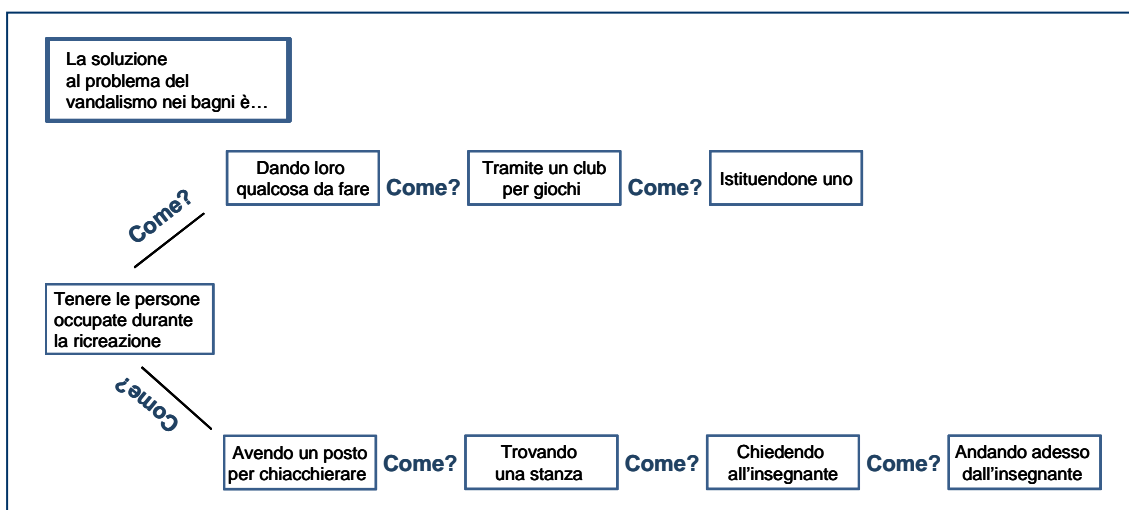 La soluzione
al problema del
vandalismo nei bagni è…
Dando loro
qualcosa da fare
Come?
Tramite un club
per giochi
Come?
Istituendone uno
Come?
Tenere le persone
occupate durante
la ricreazione
Come?
Avendo un posto
per chiacchierare
Come?
Trovando
una stanza
Come?
Chiedendo
all’insegnante
Come?
Andando adesso
dall’insegnante